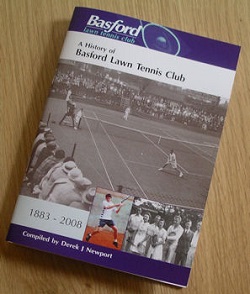 Basford
lawn tennis club
A History of
Basford Lawn Tennis Club
1883 - 2008
Compiled by Derek J Newport